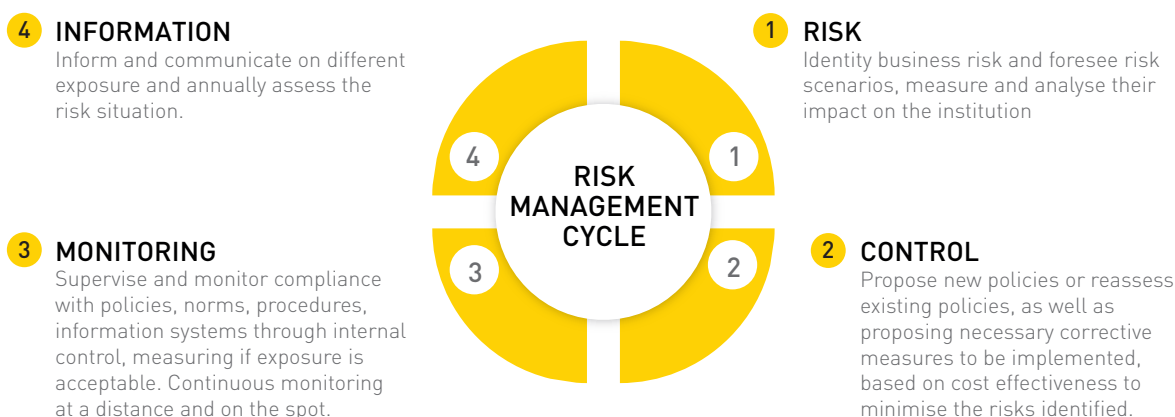 4 INFORMATION
Inform and communicate on different
exposure and annually assess the
risk situation.
1 RISK
Identity business risk and foresee risk
scenarios, measure and analyse their
impact on the institution
4
1
RISK
MANAGEMENT
CYCLE
3
2
3 MONITORING
Supervise and monitor compliance
with policies, norms, procedures,
information systems through internal
control, measuring if exposure is
acceptable. Continuous monitoring
at a distance and on the spot.
2 CONTROL
Propose new policies or reassess
existing policies, as well as
proposing necessary corrective
measures to be implemented,
based on cost effectiveness to
minimise the risks identified.